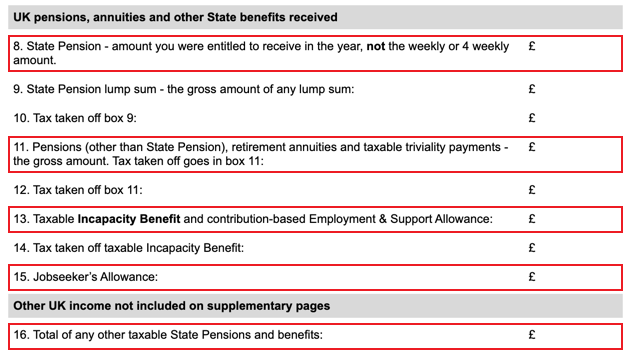 UK pensions, annuities and other State benefits received
8. State Pension - amount you were entitled to receive in the year, not the weekly or 4 weekly £
amount.
9. State Pension lump sum - the gross amount of any lump sum: £
10. Tax taken off box 9: £
11. Pensions (other than State Pension), retirement annuities and taxable triviality payments - £
the gross amount. Tax taken off goes in box 11:
12. Tax taken off box 11: £
13. Taxable Incapacity Benefit and contribution-based Employment & Support Allowance: £
14. Tax taken off taxable Incapacity Benefit: £
15. Jobseeker's Allowance: £
Other UK income not included on supplementary pages
16. Total of any other taxable State Pensions and benefits: £